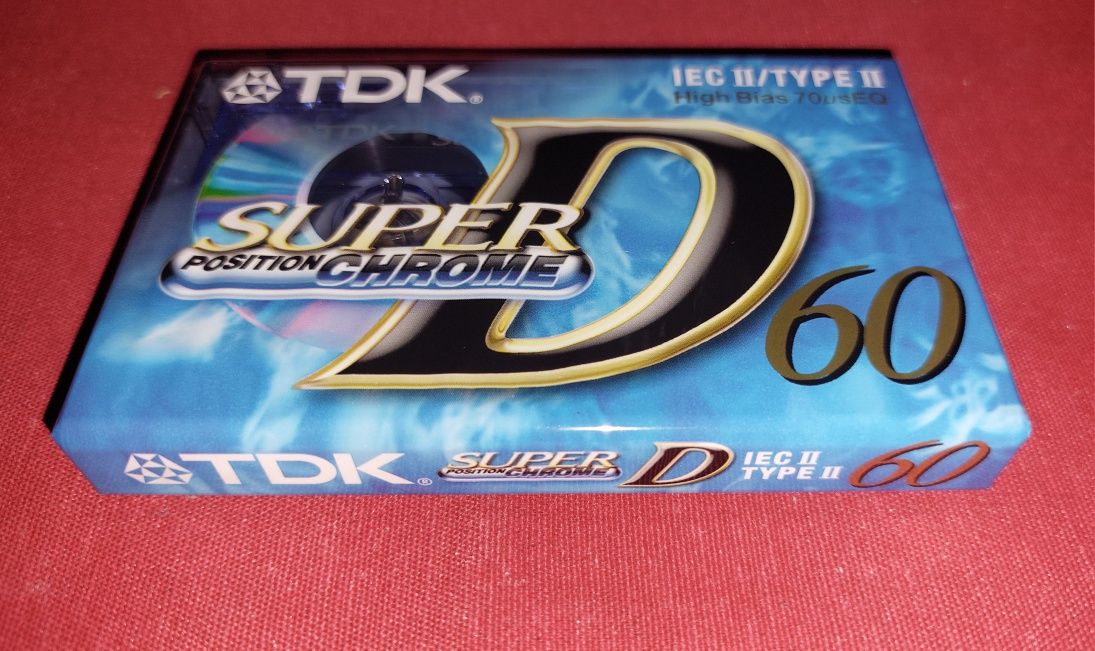 TDK®
IEC II/TYPE II
High Bias 70μsEQ
TDK
SUPER
POSITION CHROME
D
60
TDK®
SUPER
POSITION CHROME
D
IEC II
TYPE II
60